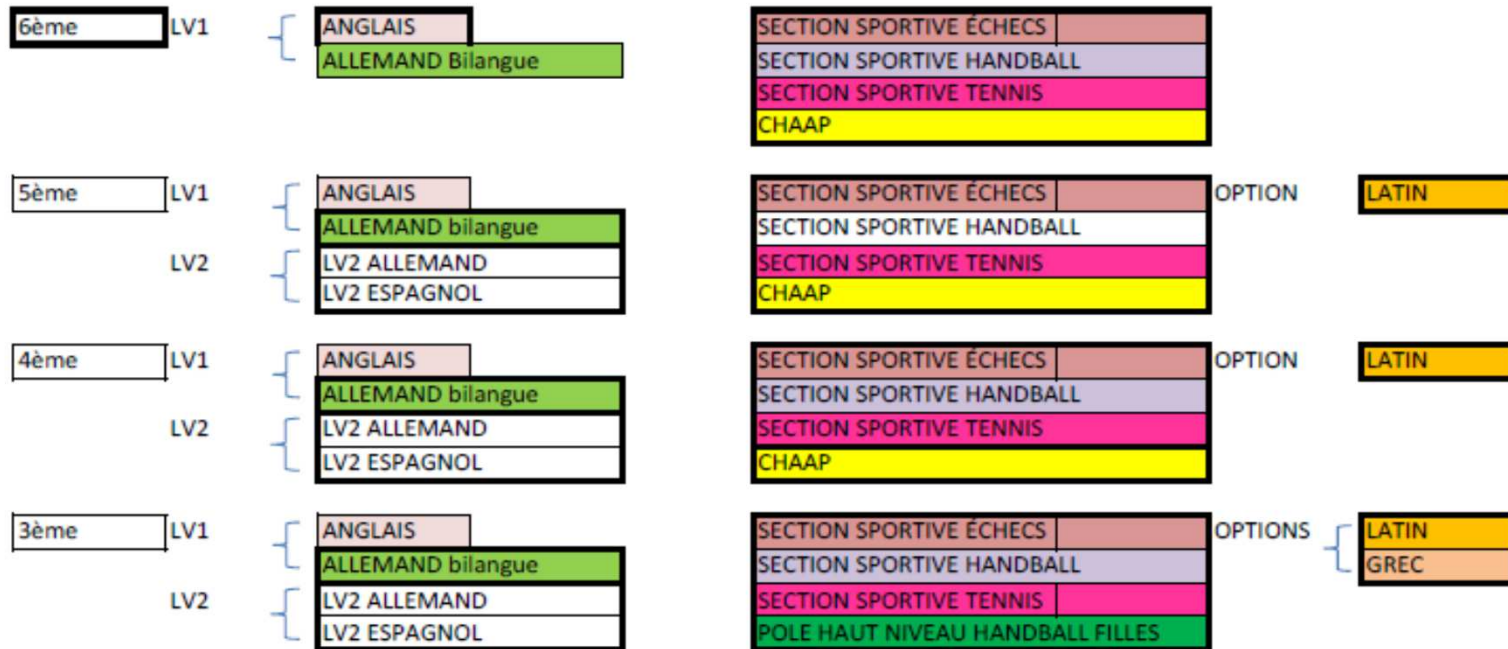 6ème LV1 ANGLAIS SECTION SPORTIVE ÉCHECS
ALLEMAND Bilangue SECTION SPORTIVE HANDBALL
SECTION SPORTIVE TENNIS
CHAAP
5ème LV1 ANGLAIS SECTION SPORTIVE ÉCHECS OPTION LATIN
ALLEMAND bilangue SECTION SPORTIVE HANDBALL
LV2 LV2 ALLEMAND SECTION SPORTIVE TENNIS
LV2 ESPAGNOL CHAAP
4ème LV1 ANGLAIS SECTION SPORTIVE ÉCHECS OPTION LATIN
ALLEMAND bilangue SECTION SPORTIVE HANDBALL
LV2 LV2 ALLEMAND SECTION SPORTIVE TENNIS
LV2 ESPAGNOL CHAAP
3ème LV1 ANGLAIS SECTION SPORTIVE ÉCHECS OPTIONS LATIN
ALLEMAND bilangue SECTION SPORTIVE HANDBALL GREC
LV2 LV2 ALLEMAND SECTION SPORTIVE TENNIS
LV2 ESPAGNOL POLE HAUT NIVEAU HANDBALL FILLES